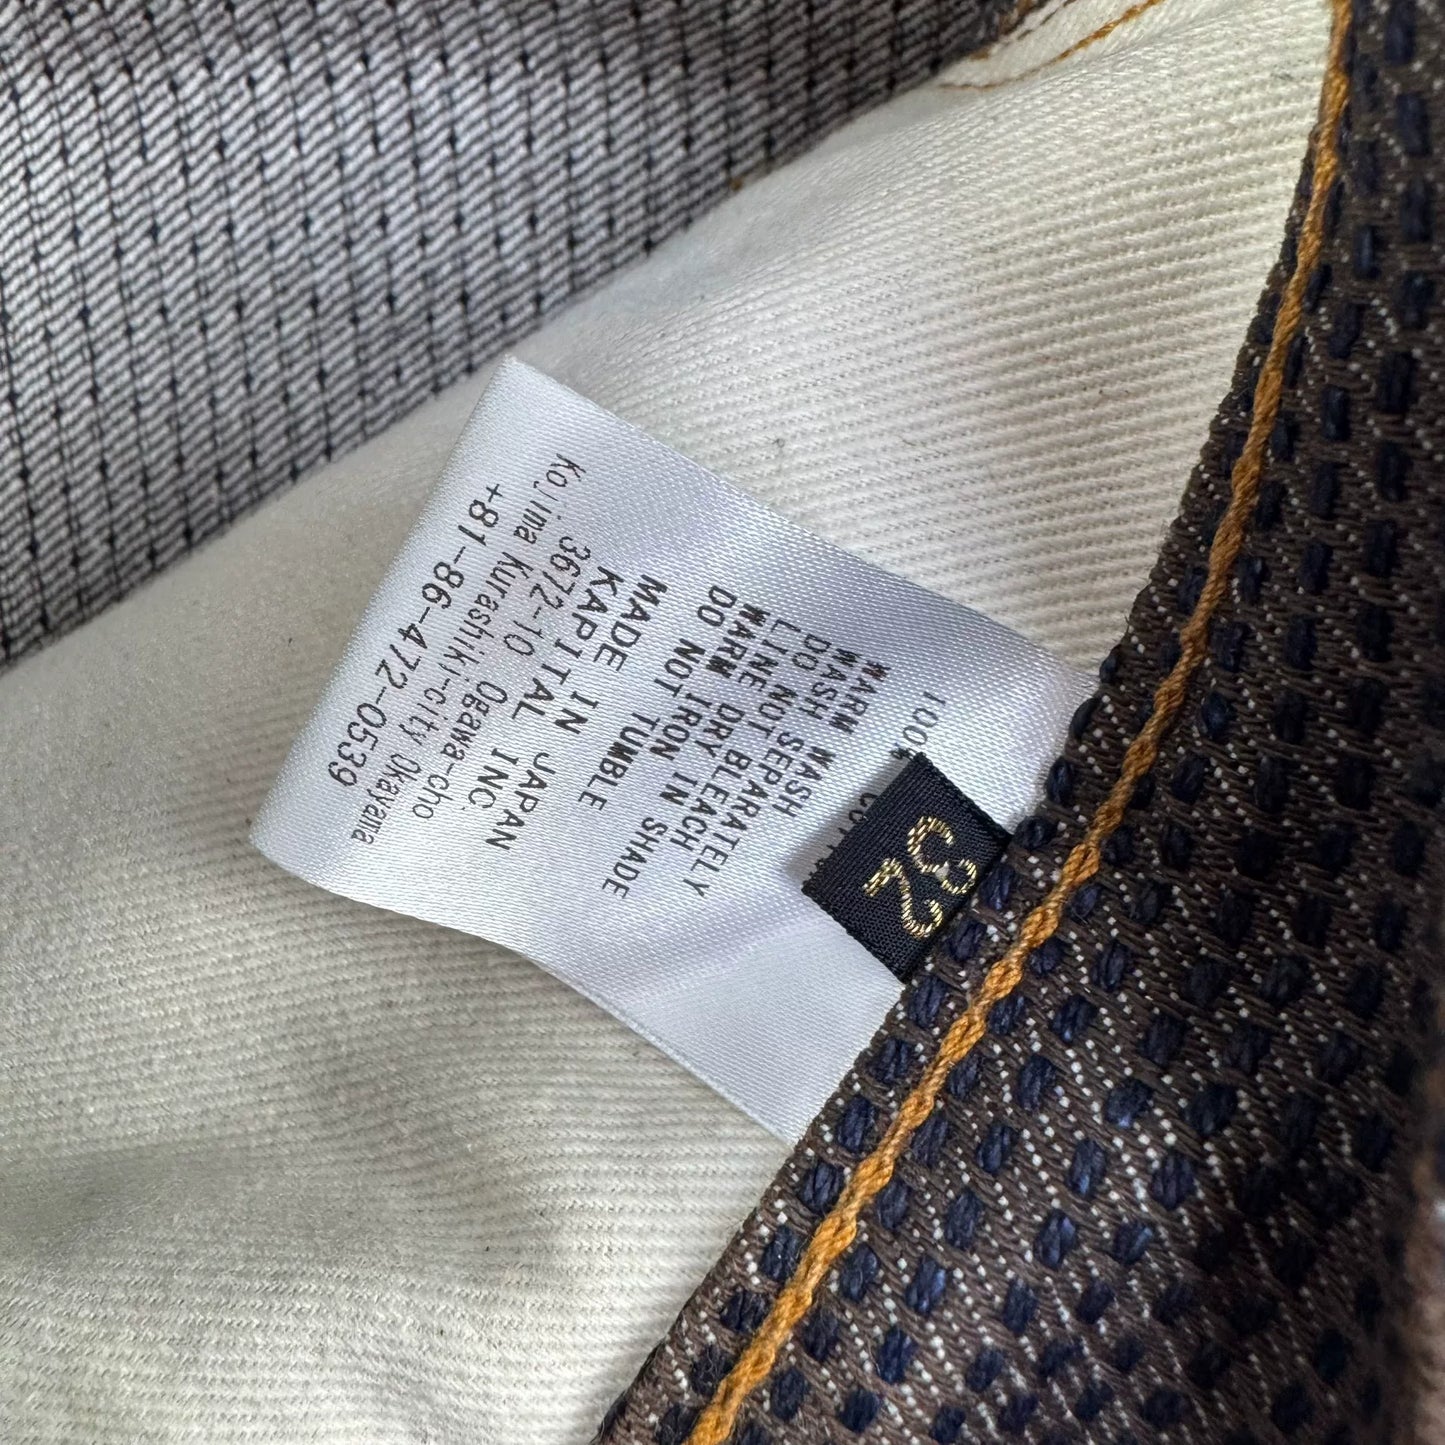 100%
WARM WASH
WASH SEPARATELY
DO NOT BLEACH
LINE DRY IN SHADE
WARM IRON
DO NOT TUMBLE
MADE IN JAPAN
KAPITAL INC.
3672-10 Ogawa-cho
Kojima Kurashiki-city Okayama
+81-86-472-0539
32